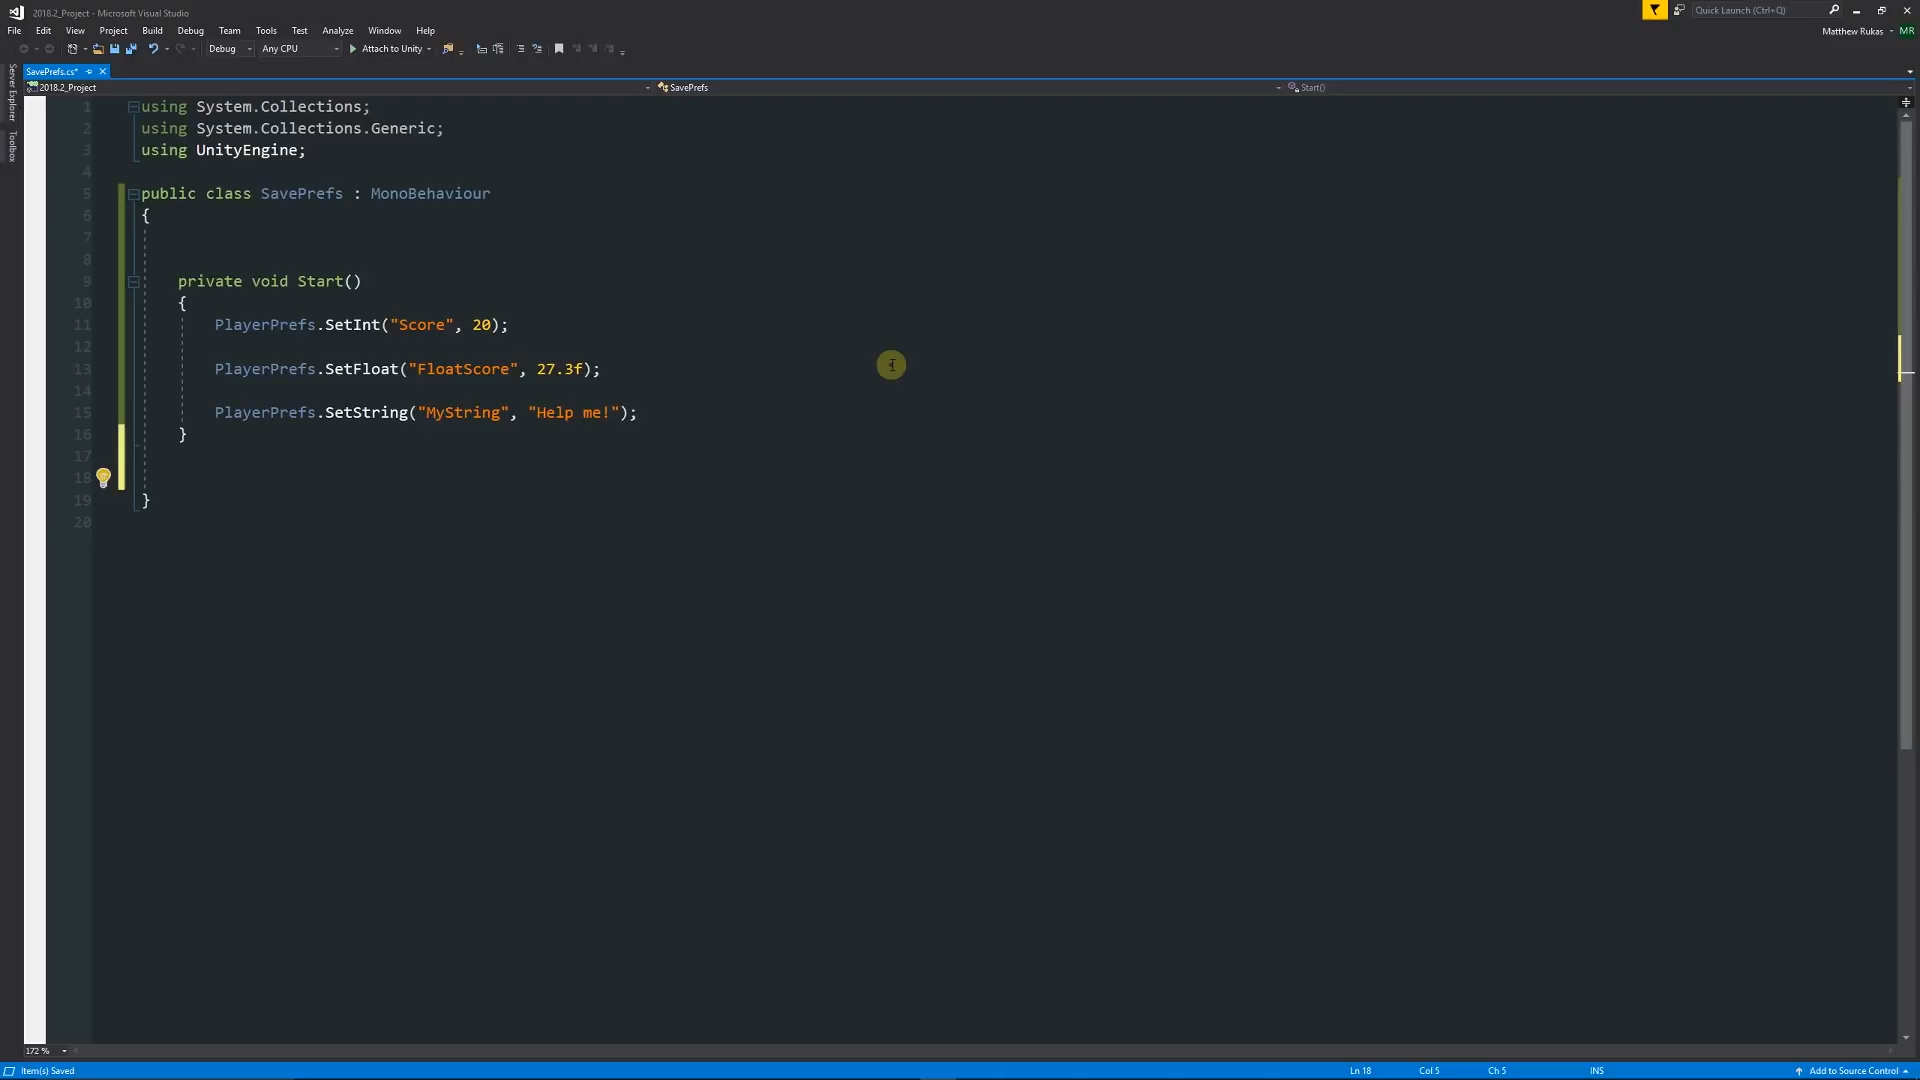 2018.2_Project - Microsoft Visual Studio
Quick Launch (Ctrl+Q)
File Edit View Project Build Debug Team Tools Test Analyze Window Help
Matthew Rukas MR
Debug Any CPU Attach to Unity
Server Explorer
Toolbox
SavePrefs.cs*
2018.2_Project SavePrefs Start()
1 using System.Collections;
2 using System.Collections.Generic;
3 using UnityEngine;
4
5 public class SavePrefs : MonoBehaviour
6 {
7
8
9 private void Start()
10 {
11 PlayerPrefs.SetInt("Score", 20);
12
13 PlayerPrefs.SetFloat("FloatScore", 27.3f);
14
15 PlayerPrefs.SetString("MyString", "Help me!");
16 }
17
18
19 }
20
172 %
Item(s) Saved Ln 18 Col 5 Ch 5 INS Add to Source Control